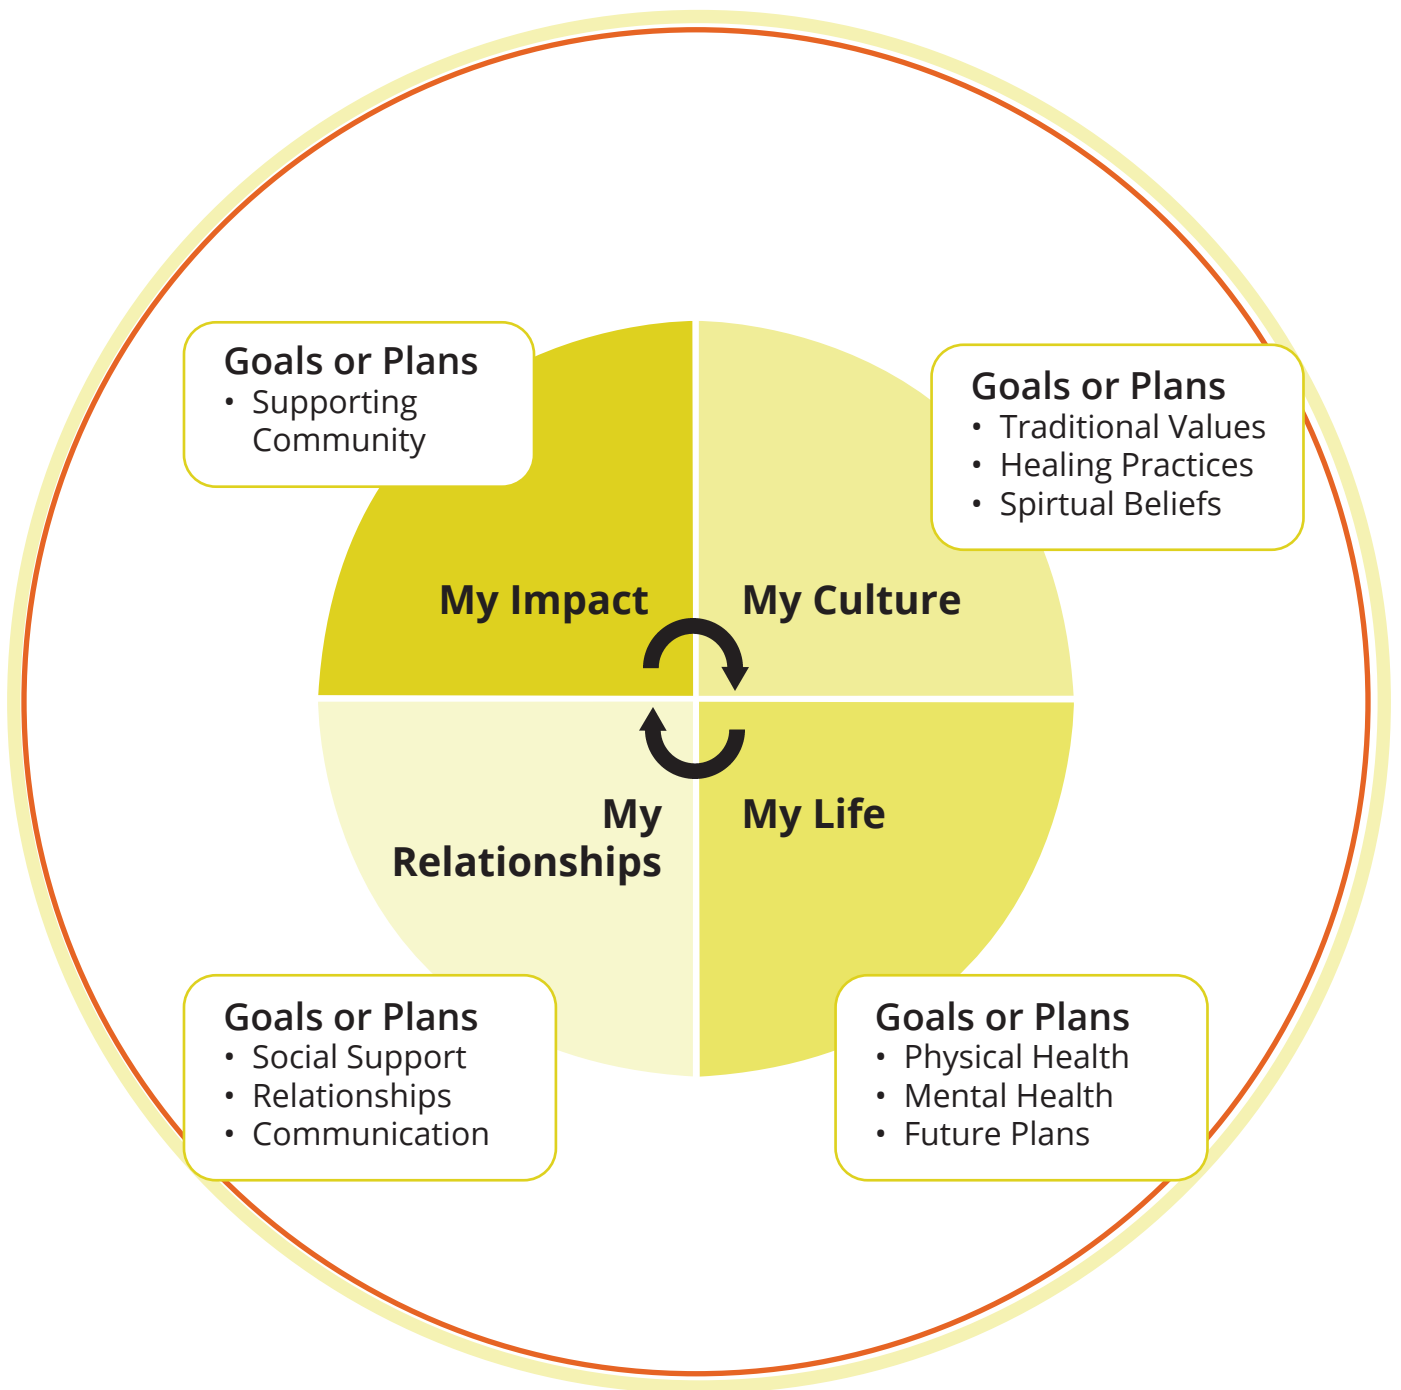 Goals or Plans
• Supporting
Community
Goals or Plans
• Traditional Values
• Healing Practices
• Spirtual Beliefs
My Impact
My Culture
My
Relationships
My Life
Goals or Plans
• Social Support
• Relationships
• Communication
Goals or Plans
• Physical Health
• Mental Health
• Future Plans